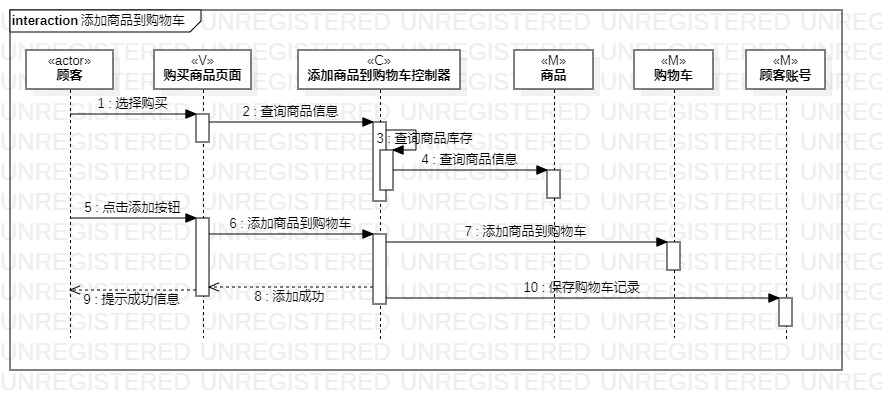 interaction 添加商品到购物车
«actor»
顾客
«V»
购买商品页面
«C»
添加商品到购物车控制器
«M»
商品
«M»
购物车
«M»
顾客账号
1 : 选择购买
2 : 查询商品信息
3 : 查询商品库存
4 : 查询商品信息
5 : 点击添加按钮
6 : 添加商品到购物车
7 : 添加商品到购物车
8 : 添加成功
9 : 提示成功信息
10 : 保存购物车记录
UNREGISTERED UNREGISTERED UNREGISTERED UNREGISTERED